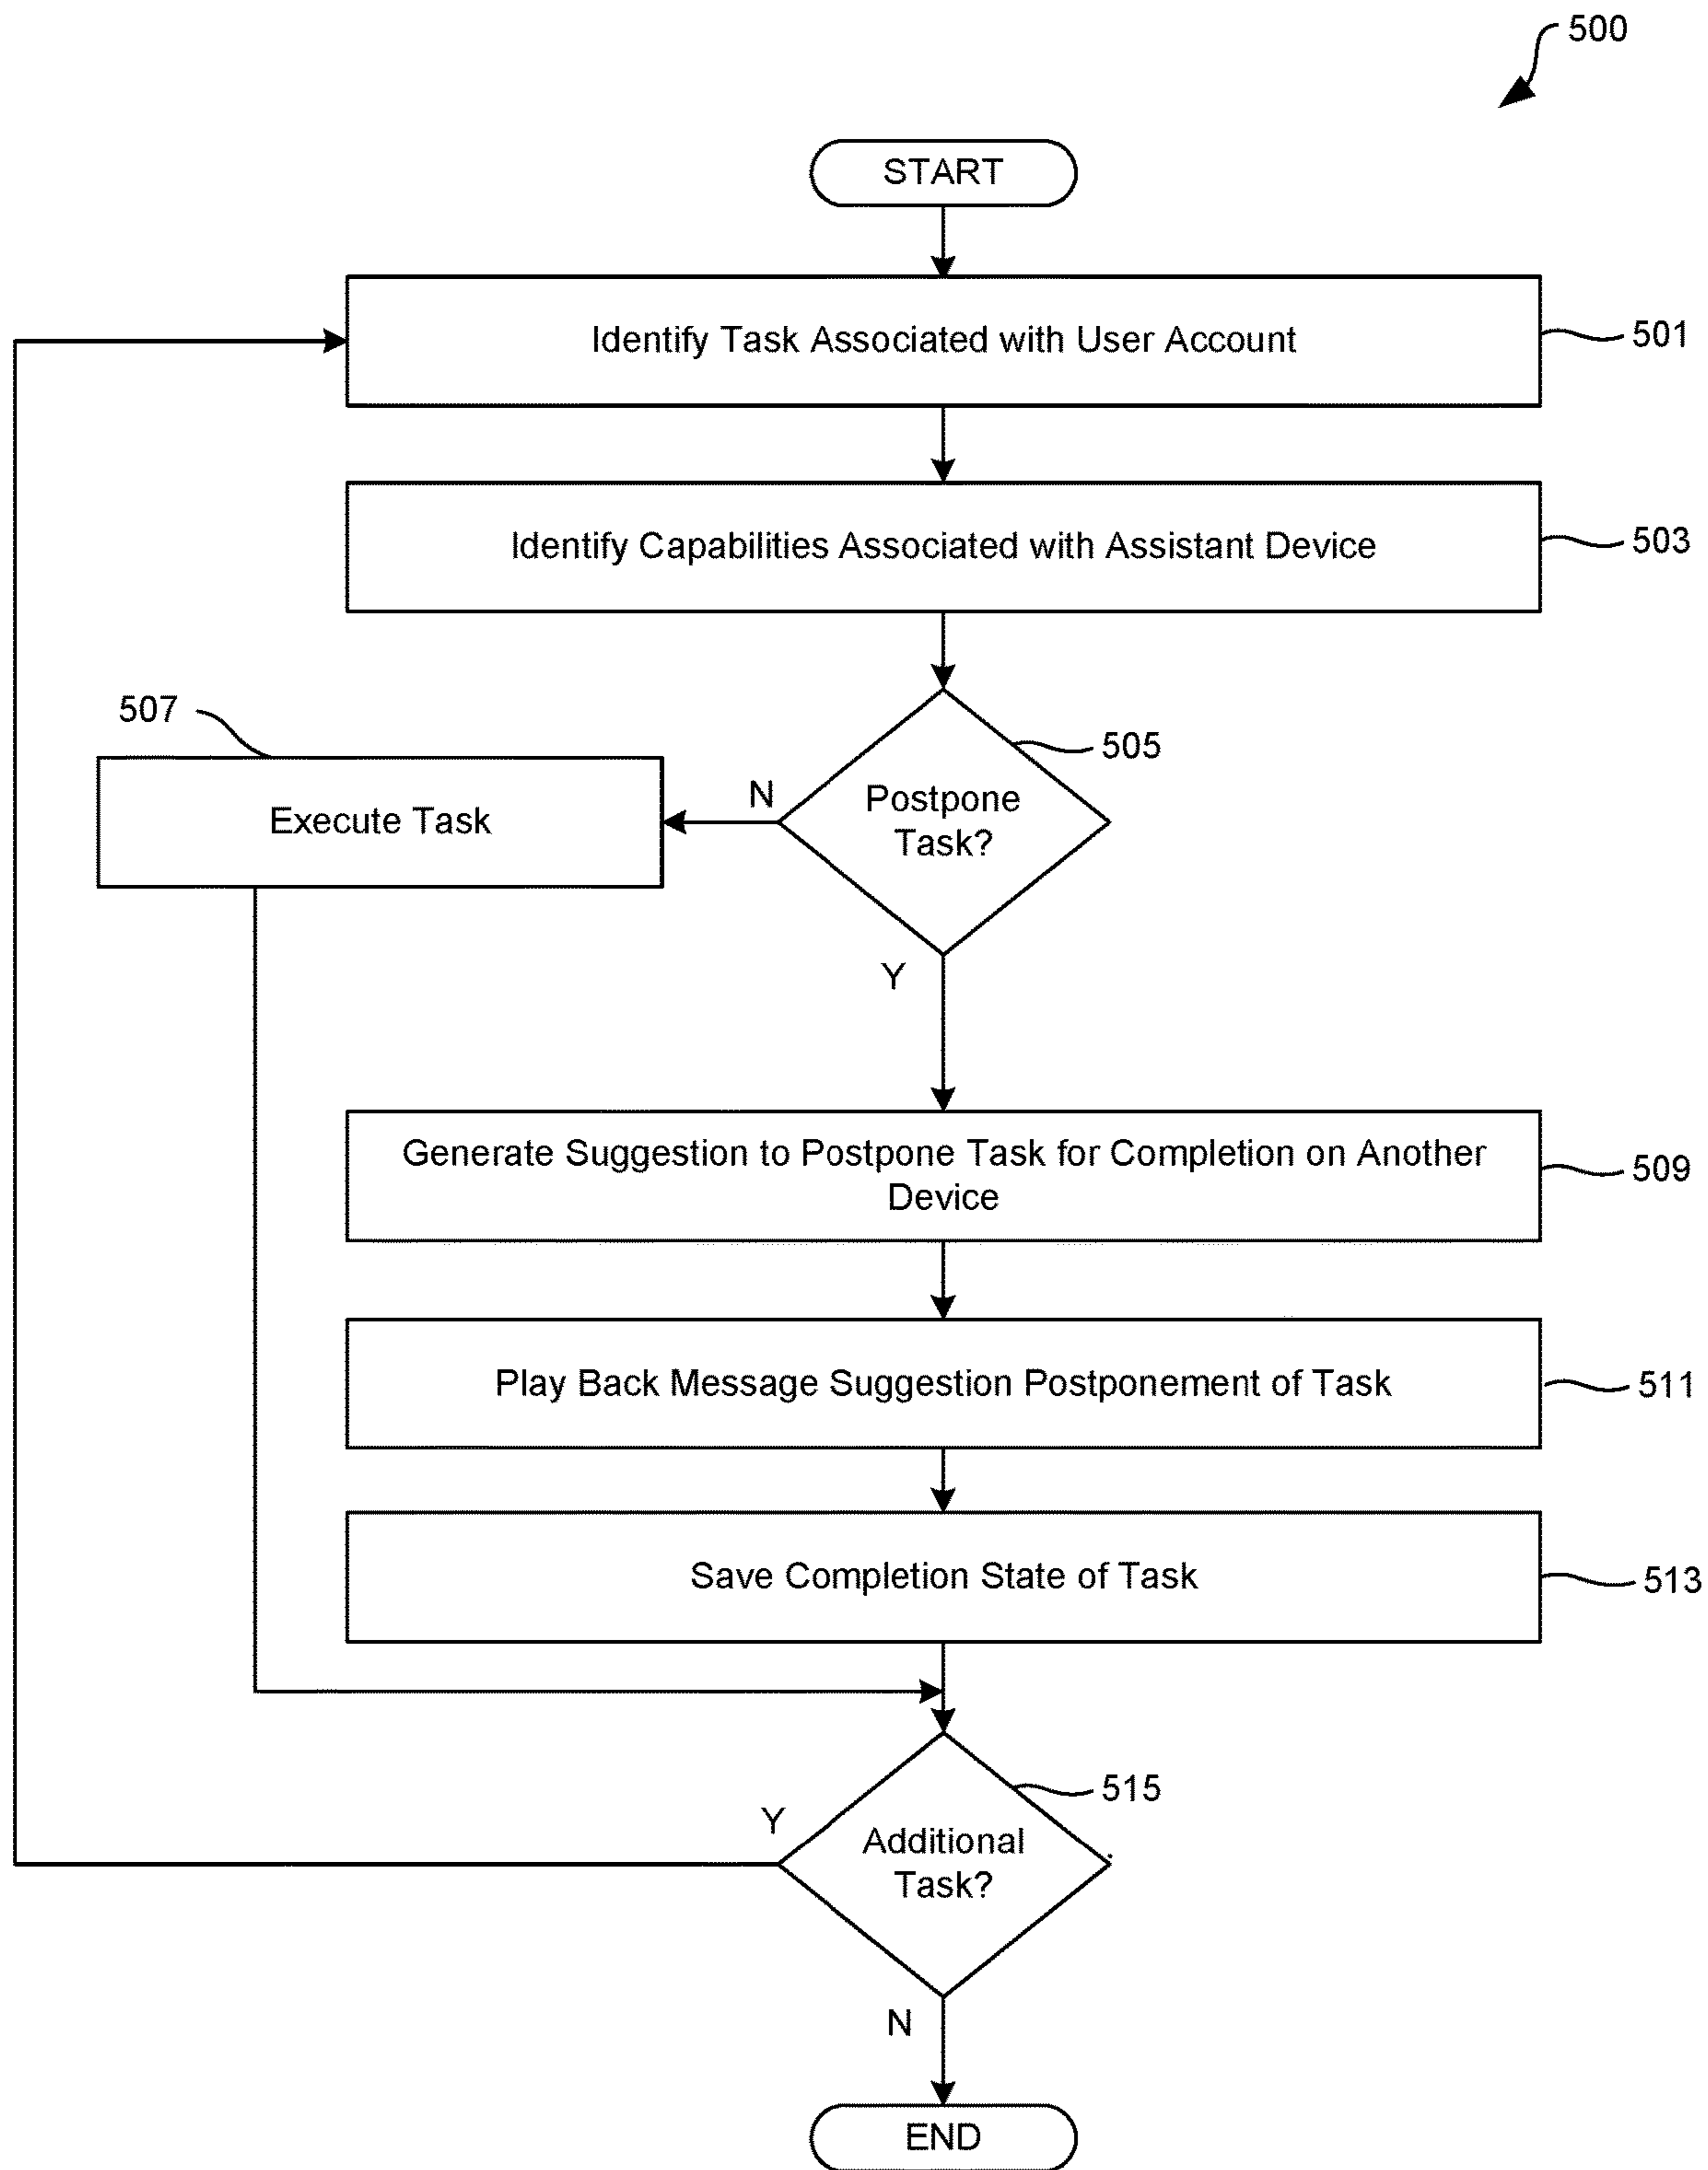 500
START
Identify Task Associated with User Account
501
Identify Capabilities Associated with Assistant Device
503
507
505
Execute Task
N
Postpone
Task?
Y
Generate Suggestion to Postpone Task for Completion on Another
Device
509
Play Back Message Suggestion Postponement of Task
511
Save Completion State of Task
513
515
Y
Additional
Task?
N
END